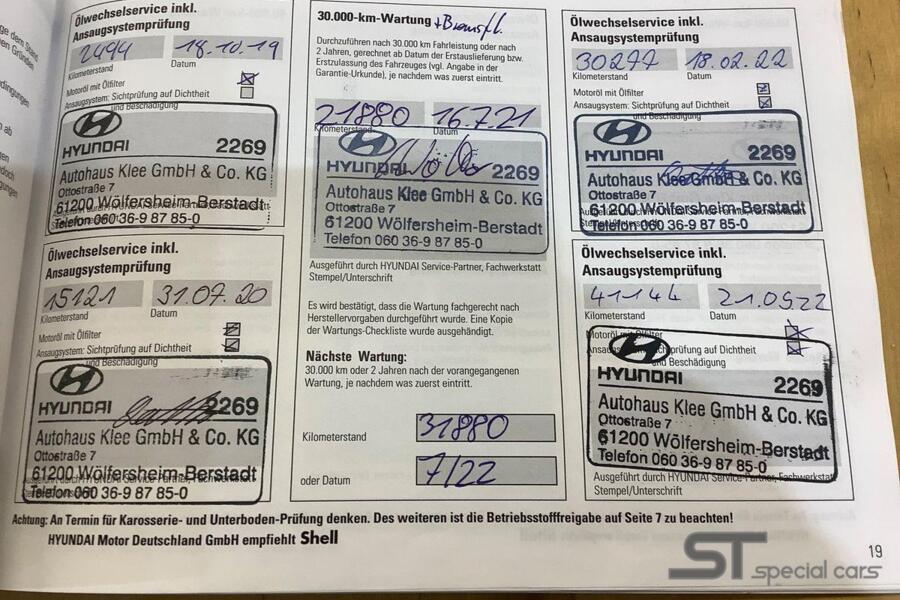 Ölwechselservice inkl.
Ansaugsystemprüfung
2494 18.10.19
Kilometerstand Datum
Motoröl mit Ölfilter
Ansaugsystem: Sichtprüfung auf Dichtheit
und Beschädigung
HYUNDAI 2269
Autohaus Klee GmbH & Co. KG
Ottostraße 7
61200 Wölfersheim-Berstadt
Telefon 060 36-9 87 85-0
Ölwechselservice inkl.
Ansaugsystemprüfung
15121 31.07.20
Kilometerstand Datum
Motoröl mit Ölfilter
Ansaugsystem: Sichtprüfung auf Dichtheit
und Beschädigung
HYUNDAI 2269
Autohaus Klee GmbH & Co. KG
Ottostraße 7
61200 Wölfersheim-Berstadt
Telefon 060 36-9 87 85-0
30.000-km-Wartung
Durchzuführen nach 30.000 km Fahrleistung oder nach
2 Jahren, gerechnet ab Datum der Erstauslieferung bzw.
Erstzulassung des Fahrzeuges (vgl. Angabe in der
Garantie-Urkunde), je nachdem was zuerst eintritt.
21880 16.7.21
Kilometerstand Datum
HYUNDAI 2269
Autohaus Klee GmbH & Co. KG
Ottostraße 7
61200 Wölfersheim-Berstadt
Telefon 060 36-9 87 85-0
Ausgeführt durch HYUNDAI Service-Partner, Fachwerkstatt
Stempel/Unterschrift
Es wird bestätigt, dass die Wartung fachgerecht nach
Herstellervorgaben durchgeführt wurde. Eine Kopie
der Wartungs-Checkliste wurde ausgehändigt.
Nächste Wartung:
30.000 km oder 2 Jahren nach der vorangegangenen
Wartung, je nachdem was zuerst eintritt.
Kilometerstand 31880
oder Datum 7/22
Ölwechselservice inkl.
Ansaugsystemprüfung
30277 18.02.22
Kilometerstand Datum
Motoröl mit Ölfilter
Ansaugsystem: Sichtprüfung auf Dichtheit
und Beschädigung
HYUNDAI 2269
Autohaus Klee GmbH & Co. KG
Ottostraße 7
61200 Wölfersheim-Berstadt
Telefon 060 36-9 87 85-0
Ölwechselservice inkl.
Ansaugsystemprüfung
41144 21.09.22
Kilometerstand Datum
Motoröl mit Ölfilter
Sichtprüfung auf Dichtheit
und Beschädigung
HYUNDAI 2269
Autohaus Klee GmbH & Co. KG
Ottostraße 7
61200 Wölfersheim-Berstadt
Telefon 060 36-9 87 85-0
Ausgeführt durch HYUNDAI Service-Partner, Fachwerkstatt
Stempel/Unterschrift
Achtung: An Termin für Karosserie- und Unterboden-Prüfung denken. Des weiteren ist die Betriebsstofffreigabe auf Seite 7 zu beachten!
HYUNDAI Motor Deutschland GmbH empfiehlt Shell
19
ST special cars